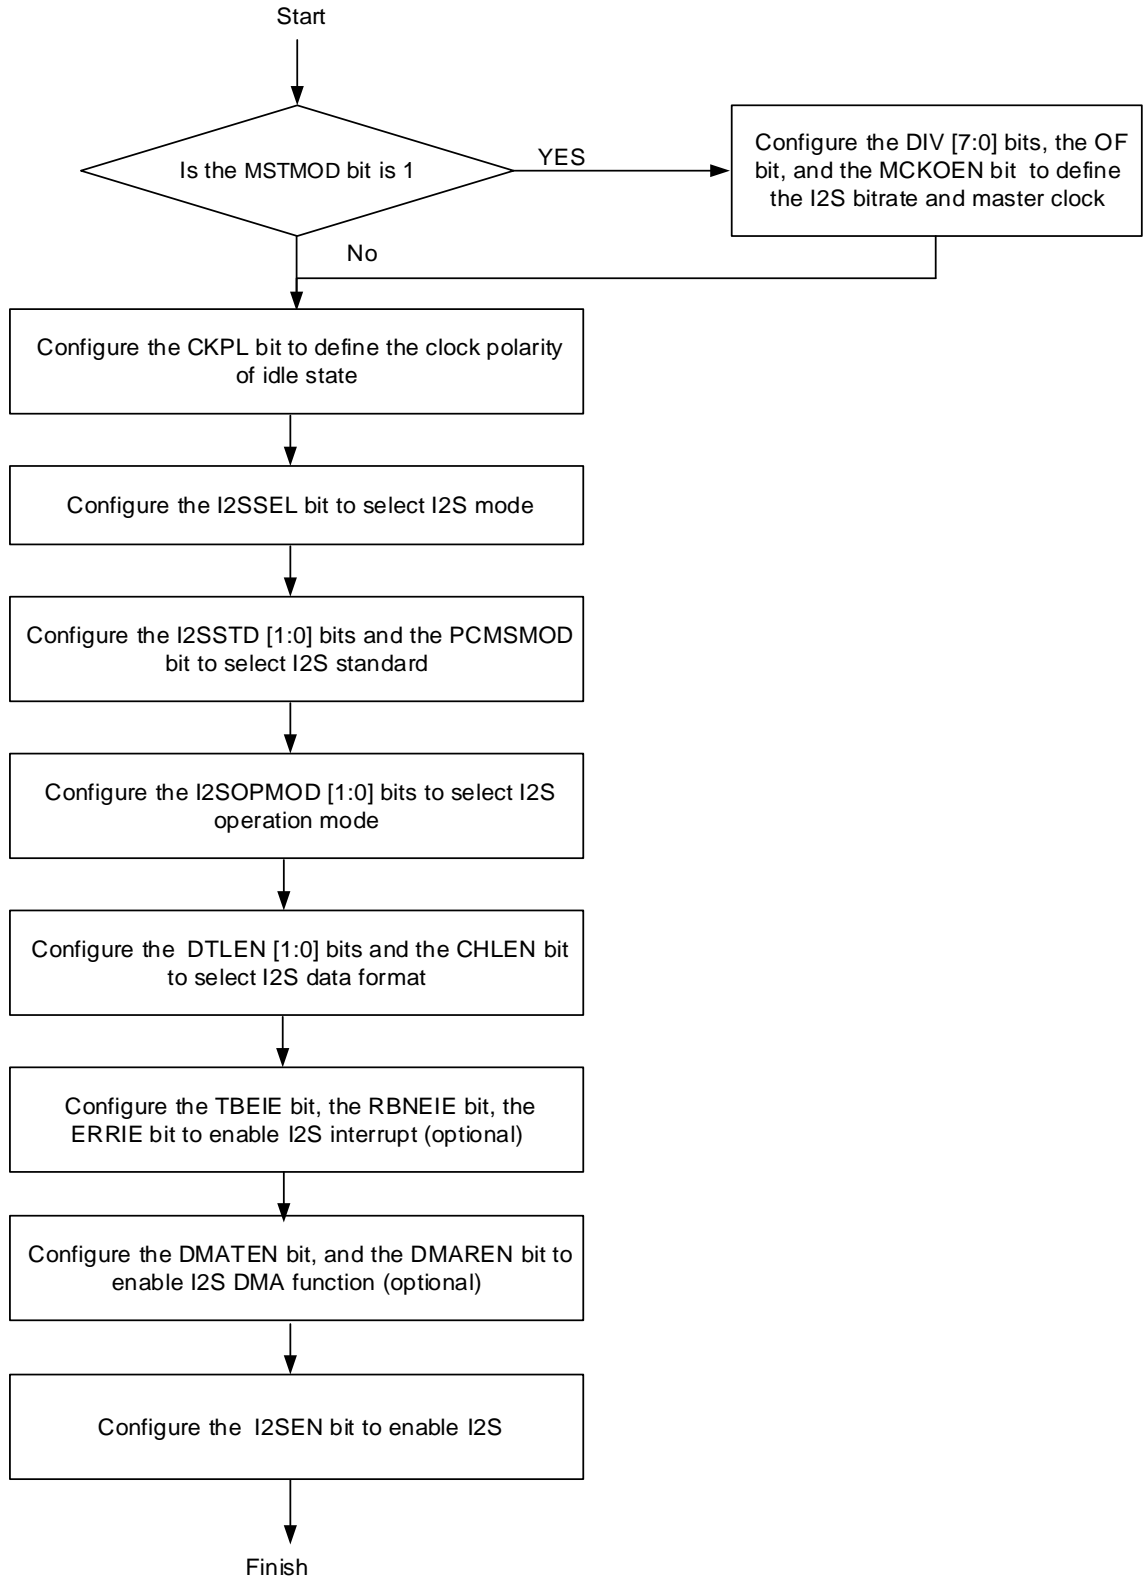 Start
Is the MSTMOD bit is 1
YES
Configure the DIV [7:0] bits, the OF
bit, and the MCKOEN bit to define
the I2S bitrate and master clock
No
Configure the CKPL bit to define the clock polarity
of idle state
Configure the I2SSEL bit to select I2S mode
Configure the I2SSTD [1:0] bits and the PCMSMOD
bit to select I2S standard
Configure the I2SOPMOD [1:0] bits to select I2S
operation mode
Configure the DTLEN [1:0] bits and the CHLEN bit
to select I2S data format
Configure the TBEIE bit, the RBNEIE bit, the
ERRIE bit to enable I2S interrupt (optional)
Configure the DMATEN bit, and the DMAREN bit to
enable I2S DMA function (optional)
Configure the I2SEN bit to enable I2S
Finish